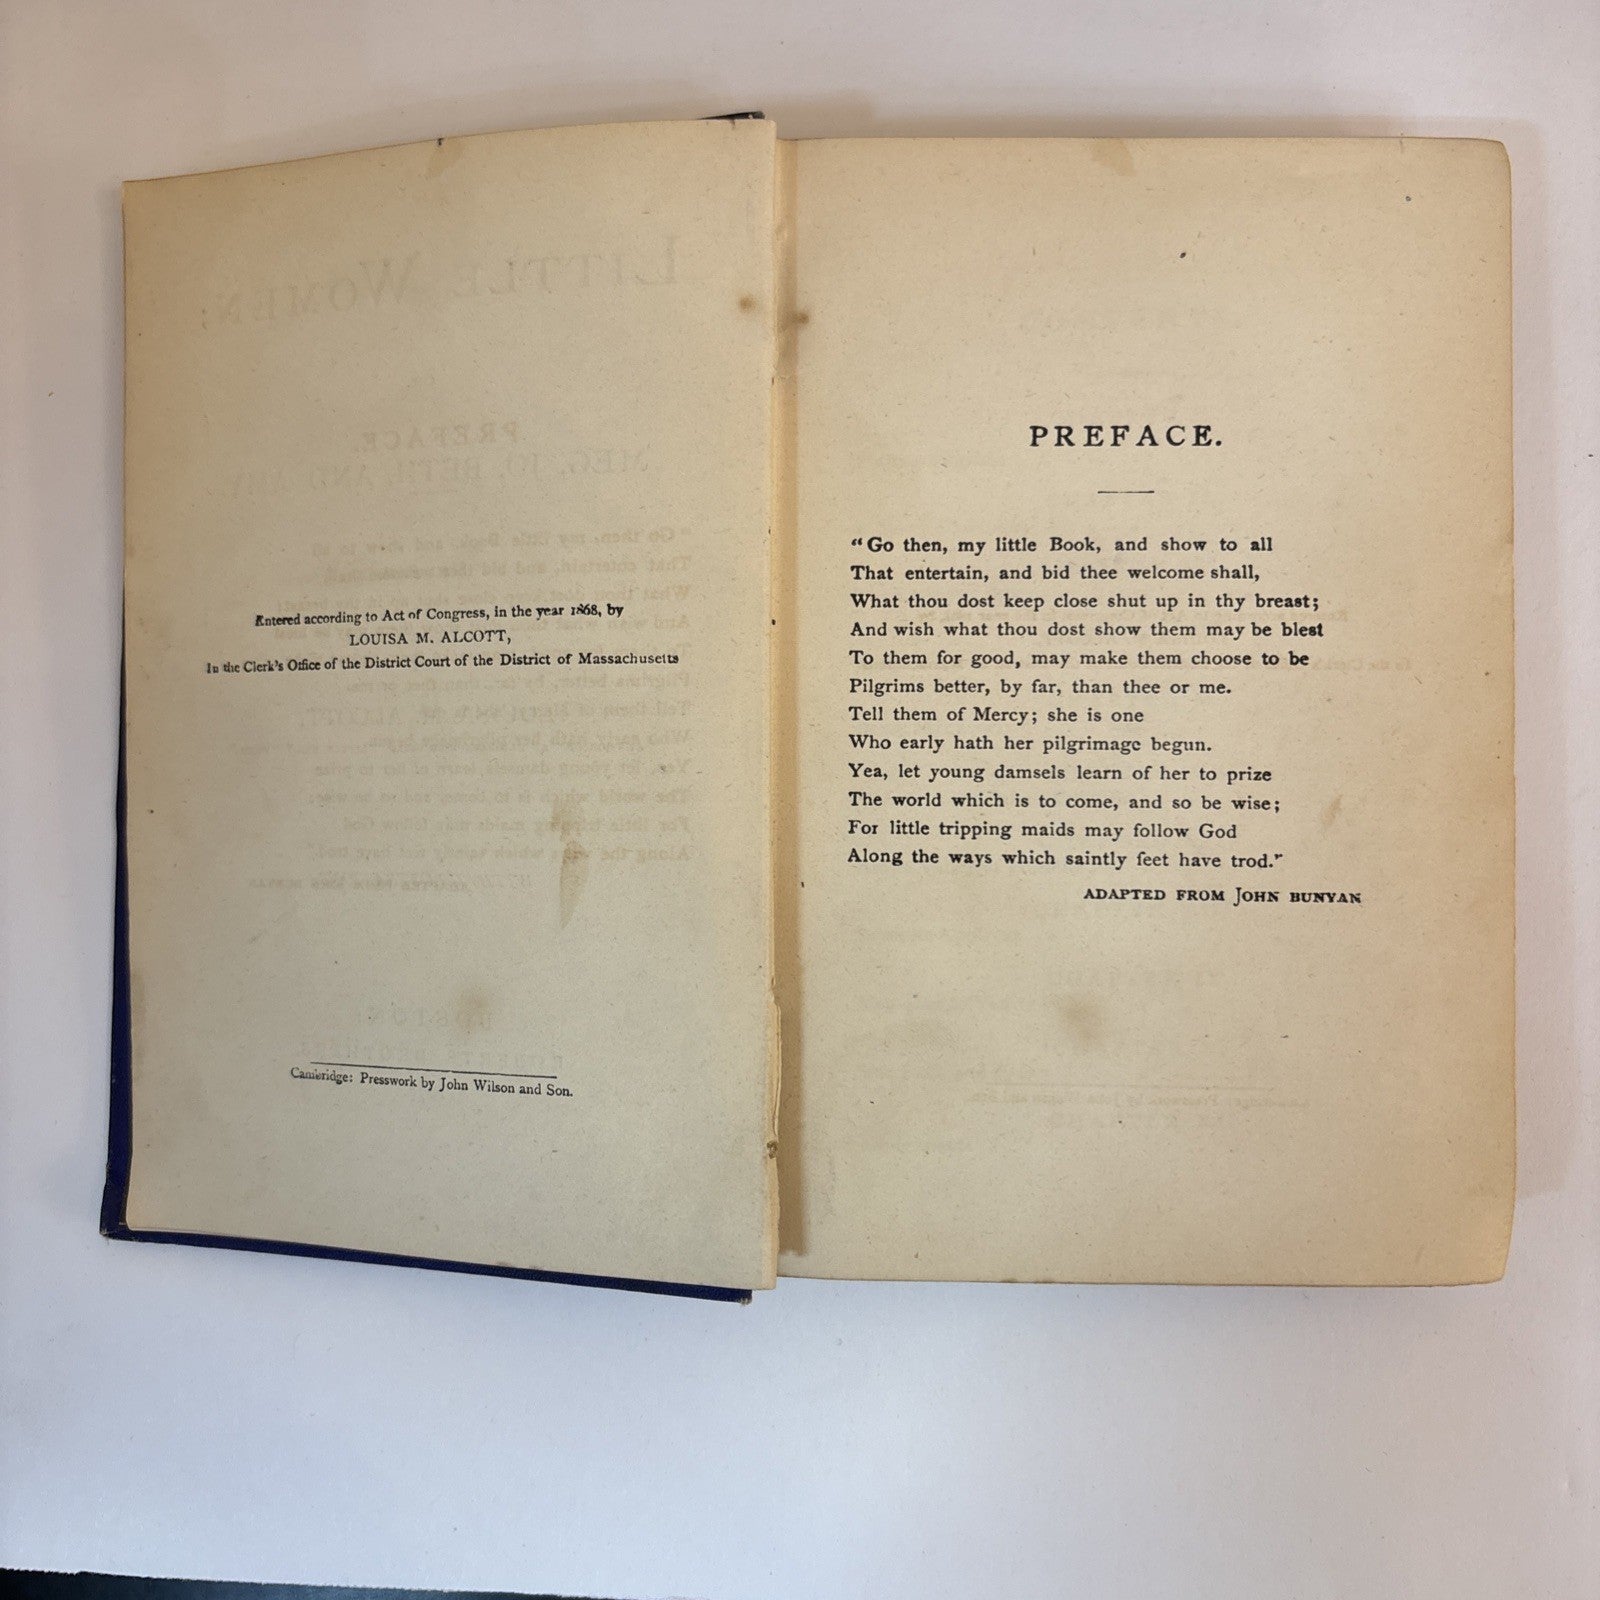 Entered according to Act of Congress, in the year 1868, by
LOUISA M. ALCOTT,
In the Clerk's Office of the District Court of the District of Massachusetts
Cambridge: Presswork by John Wilson and Son.
PREFACE.
"Go then, my little Book, and show to all
That entertain, and bid thee welcome shall,
What thou dost keep close shut up in thy breast;
And wish what thou dost show them may be blest
To them for good, may make them choose to be
Pilgrims better, by far, than thee or me.
Tell them of Mercy; she is one
Who early hath her pilgrimage begun.
Yea, let young damsels learn of her to prize
The world which is to come, and so be wise;
For little tripping maids may follow God
Along the ways which saintly feet have trod."
ADAPTED FROM JOHN BUNYAN